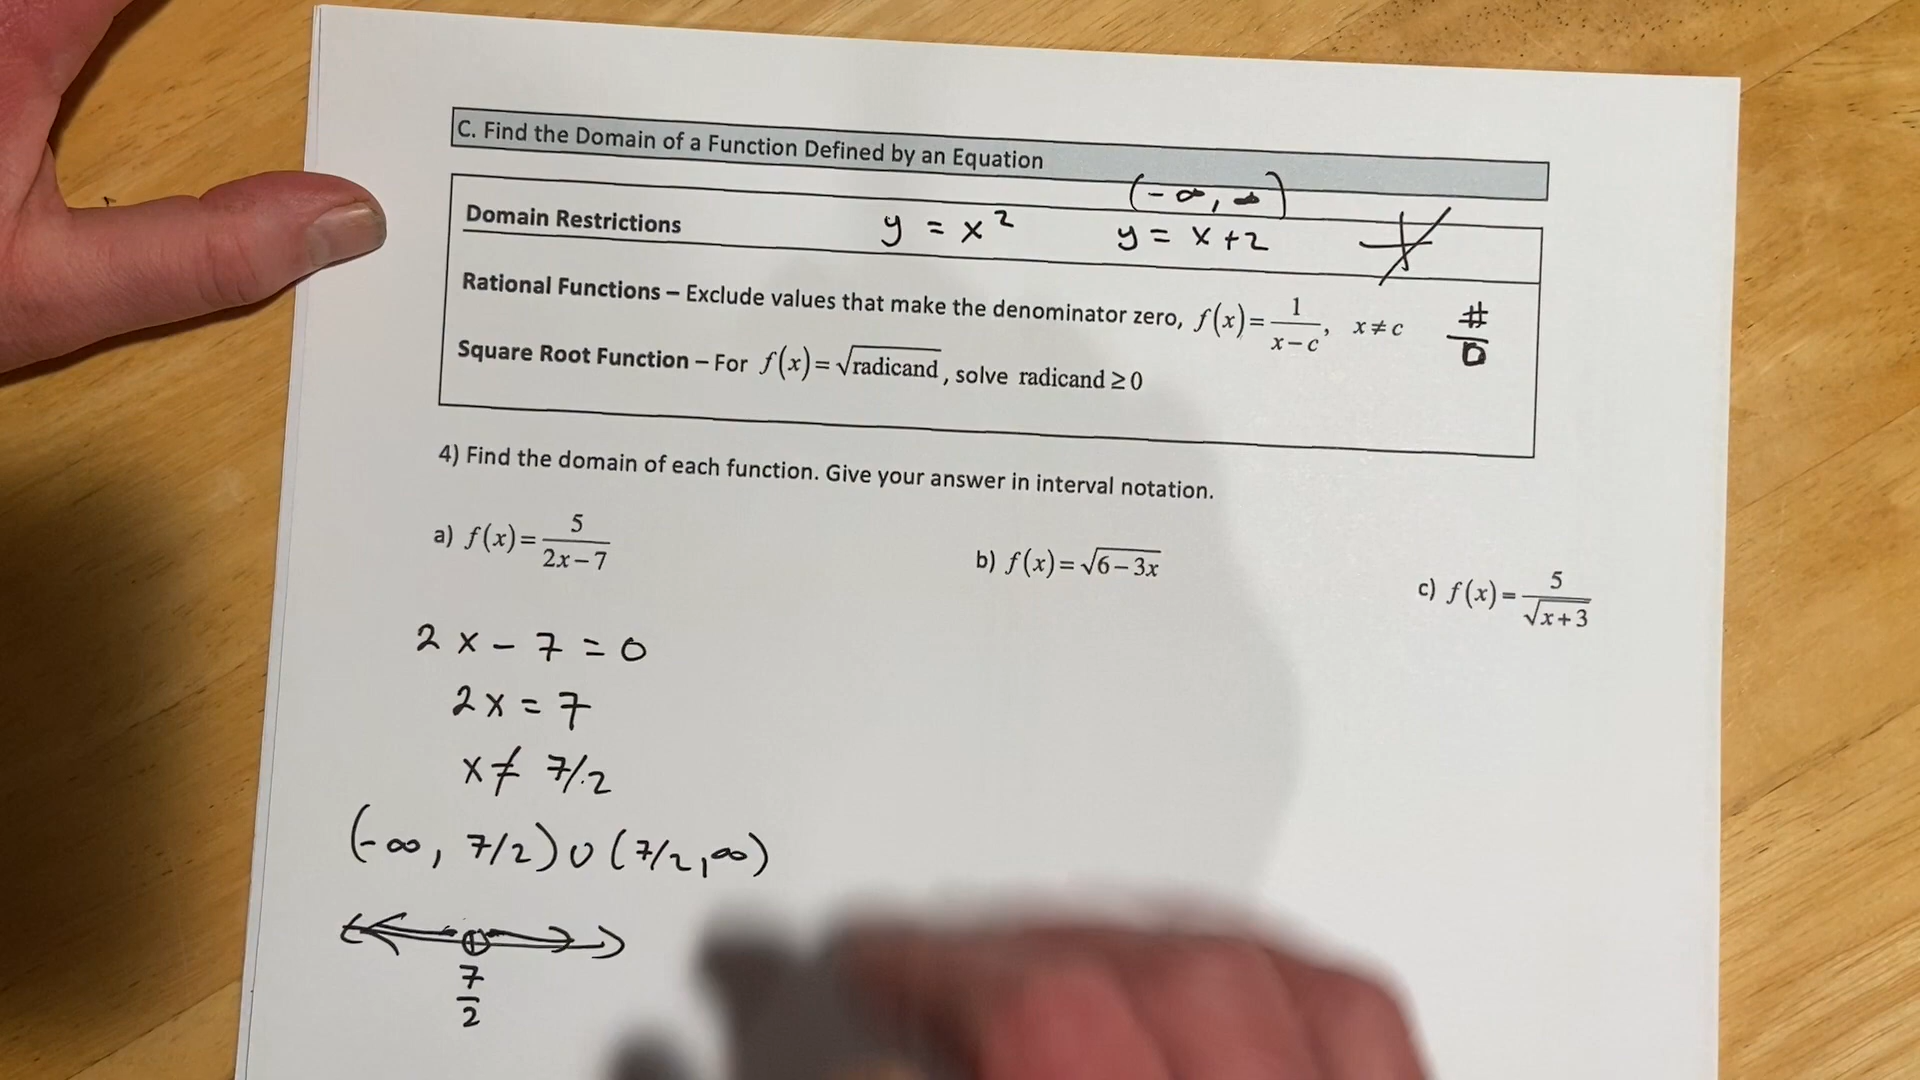 C. Find the Domain of a Function Defined by an Equation
(-∞, ∞)
Domain Restrictions y = x² y = x+2
Rational Functions – Exclude values that make the denominator zero, f(x)=1/(x−c), x≠c #/0
Square Root Function – For f(x)=√radicand, solve radicand ≥ 0
4) Find the domain of each function. Give your answer in interval notation.
a) f(x)=5/(2x−7) b) f(x)=√(6−3x) c) f(x)=5/√(x+3)
2x − 7 = 0
2x = 7
x ≠ 7/2
(-∞, 7/2) ∪ (7/2, ∞)
7/2